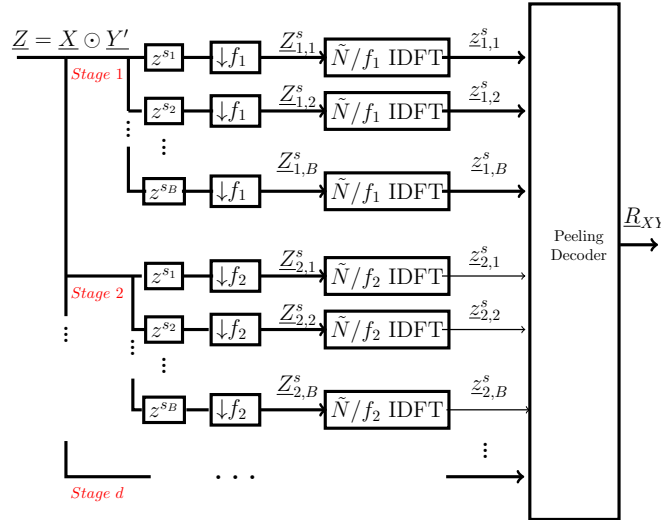 Z = X ⊙ Y′
Stage 1
z^{s_1} ↓f_1 Z^s_{1,1} Ñ/f_1 IDFT z^s_{1,1}
z^{s_2} ↓f_1 Z^s_{1,2} Ñ/f_1 IDFT z^s_{1,2}
⋮ ⋮
z^{s_B} ↓f_1 Z^s_{1,B} Ñ/f_1 IDFT z^s_{1,B}
Peeling
Decoder
R_{XY}
Stage 2
z^{s_1} ↓f_2 Z^s_{2,1} Ñ/f_2 IDFT z^s_{2,1}
z^{s_2} ↓f_2 Z^s_{2,2} Ñ/f_2 IDFT z^s_{2,2}
⋮ ⋮ ⋮
z^{s_B} ↓f_2 Z^s_{2,B} Ñ/f_2 IDFT z^s_{2,B}
⋮ ⋮
Stage d
· · ·